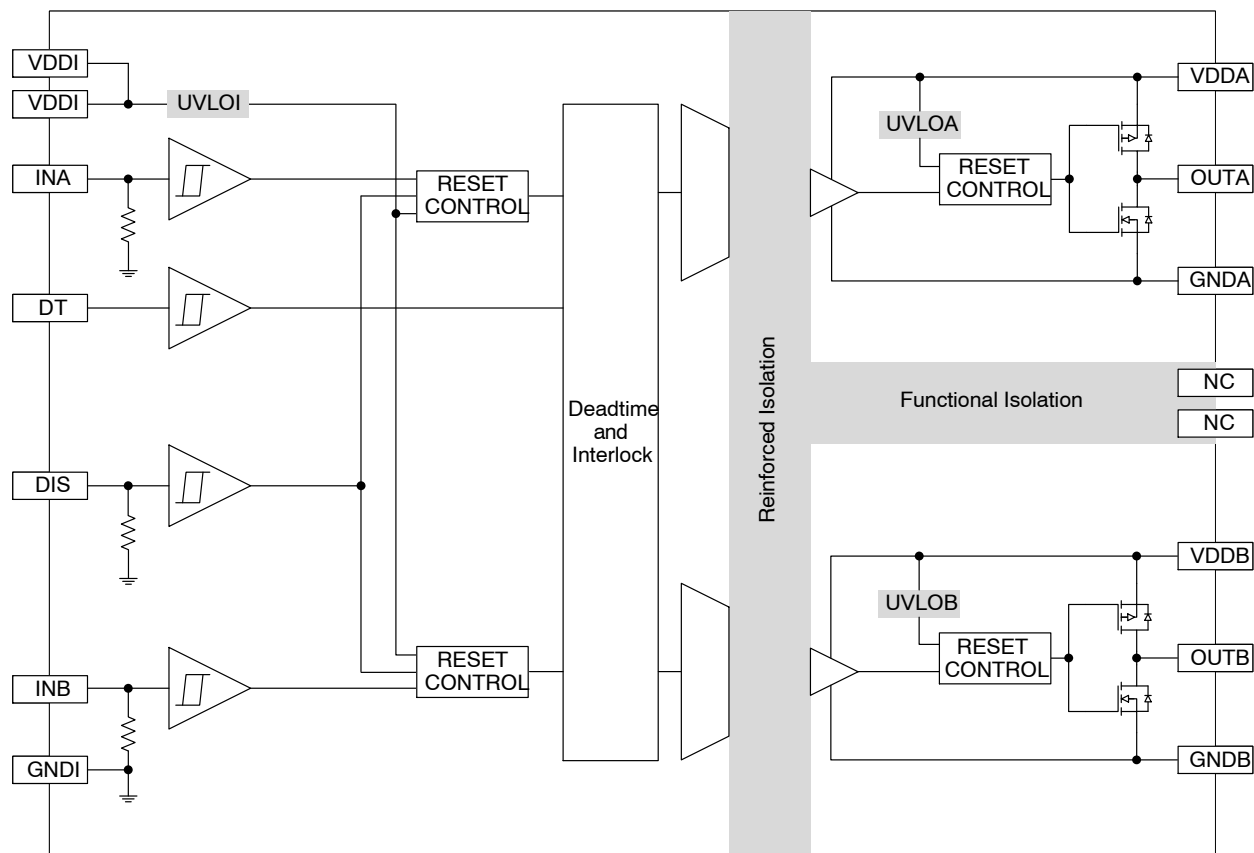 VDDI
VDDI
UVLOI
INA
RESET
CONTROL
DT
DIS
INB
RESET
CONTROL
GNDI
Deadtime
and
Interlock
Reinforced Isolation
VDDA
UVLOA
RESET
CONTROL
OUTA
GNDA
Functional Isolation
NC
NC
VDDB
UVLOB
RESET
CONTROL
OUTB
GNDB